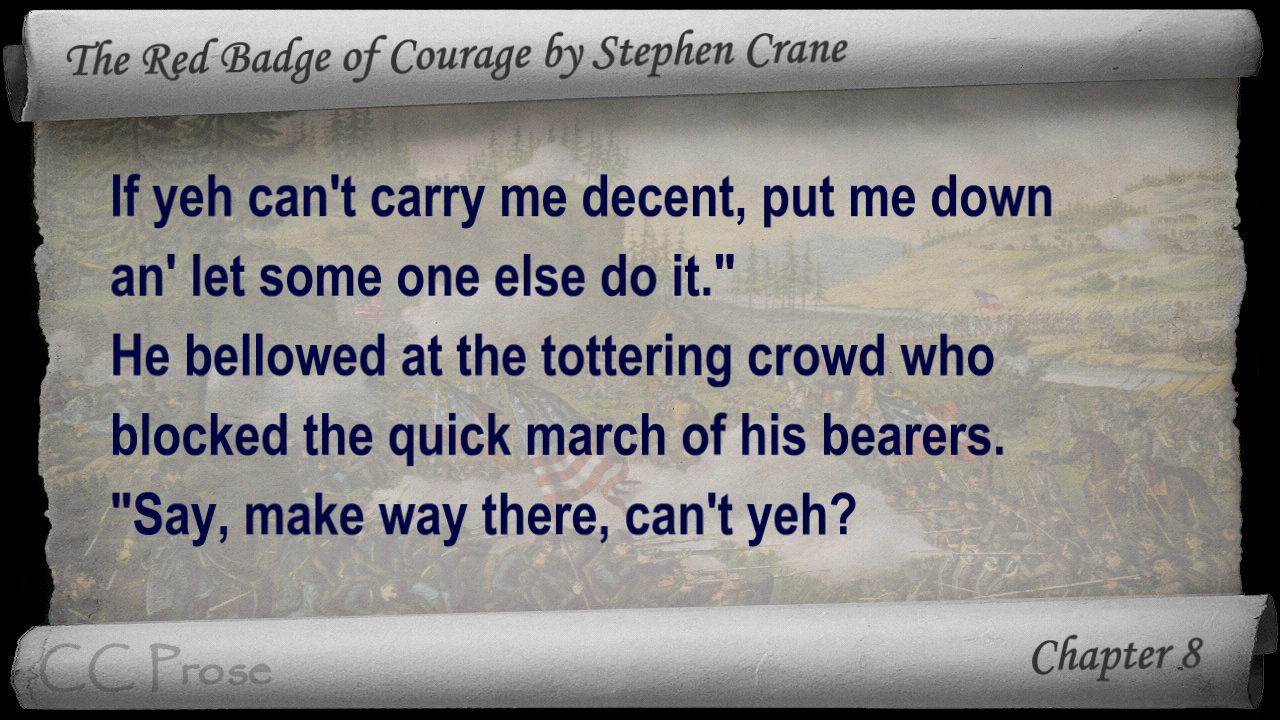 The Red Badge of Courage by Stephen Crane
If yeh can't carry me decent, put me down
an' let some one else do it."
He bellowed at the tottering crowd who
blocked the quick march of his bearers.
"Say, make way there, can't yeh?
CC Prose
Chapter 8